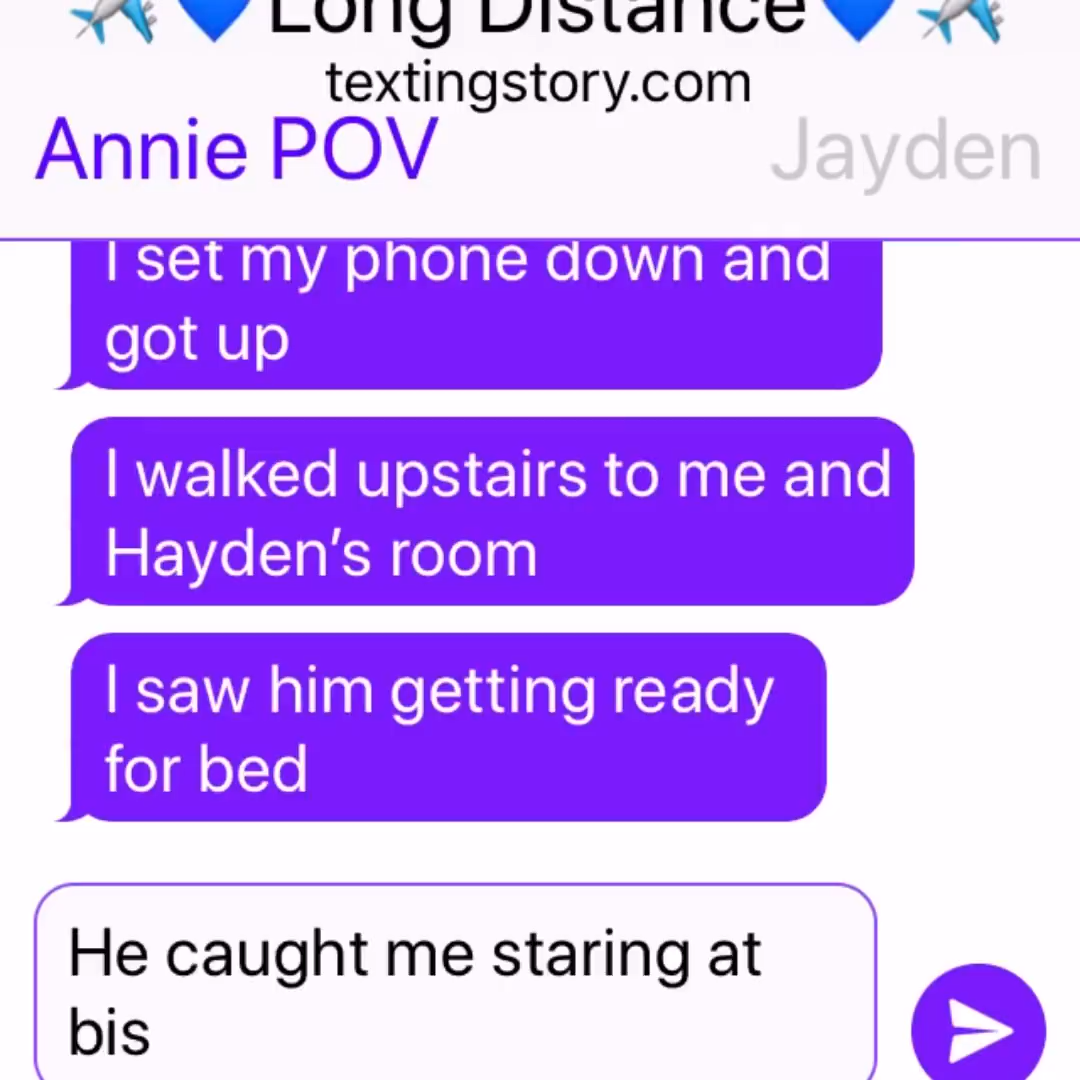 ✈️💙Long Distance💙✈️
textingstory.com
Annie POV
Jayden
I set my phone down and
got up
I walked upstairs to me and
Hayden’s room
I saw him getting ready
for bed
He caught me staring at
bis